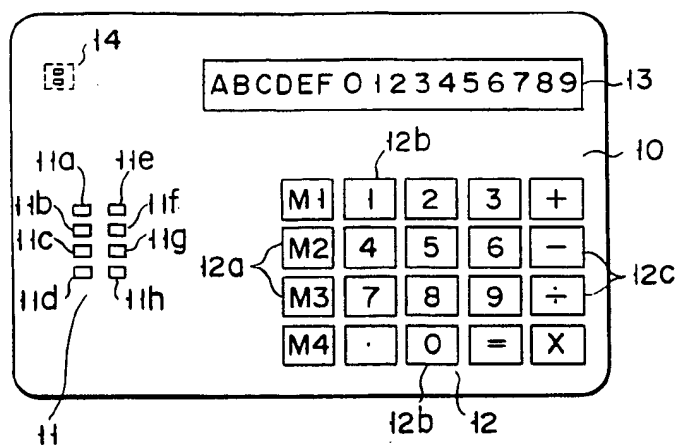 14
ABCDEF 0123456789 13
12b 10
11a 11e
11b 11f
11c 11g
11d 11h
11
M1 1 2 3 +
12a M2 4 5 6 − 12c
M3 7 8 9 ÷
M4 · 0 = X
12b 12